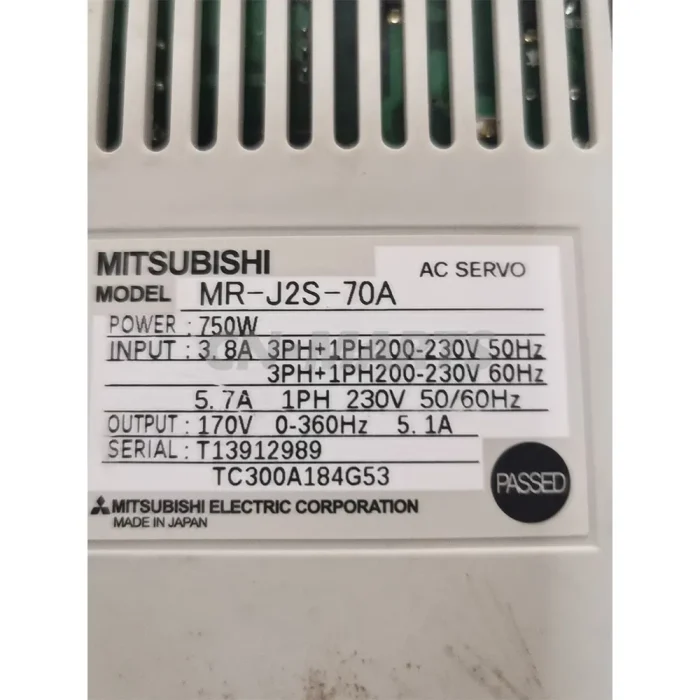 MITSUBISHI AC SERVO
MODEL MR-J2S-70A
POWER : 750W
INPUT : 3.8A 3PH+1PH200-230V 50Hz
3PH+1PH200-230V 60Hz
5.7A 1PH 230V 50/60Hz
OUTPUT : 170V 0-360Hz 5.1A
SERIAL : T13912989
TC300A184G53
PASSED
MITSUBISHI ELECTRIC CORPORATION
MADE IN JAPAN